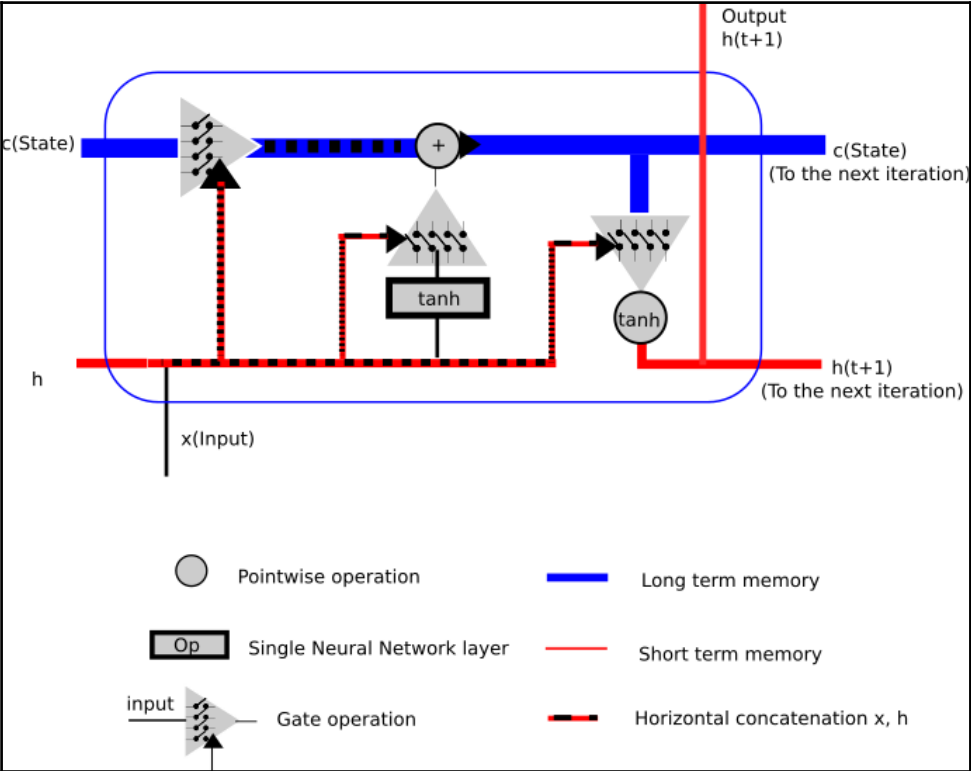 Output
h(t+1)
c(State)
+
c(State)
(To the next iteration)
tanh
tanh
h
h(t+1)
(To the next iteration)
x(Input)
Pointwise operation
Long term memory
Op
Single Neural Network layer
Short term memory
input
Gate operation
Horizontal concatenation x, h